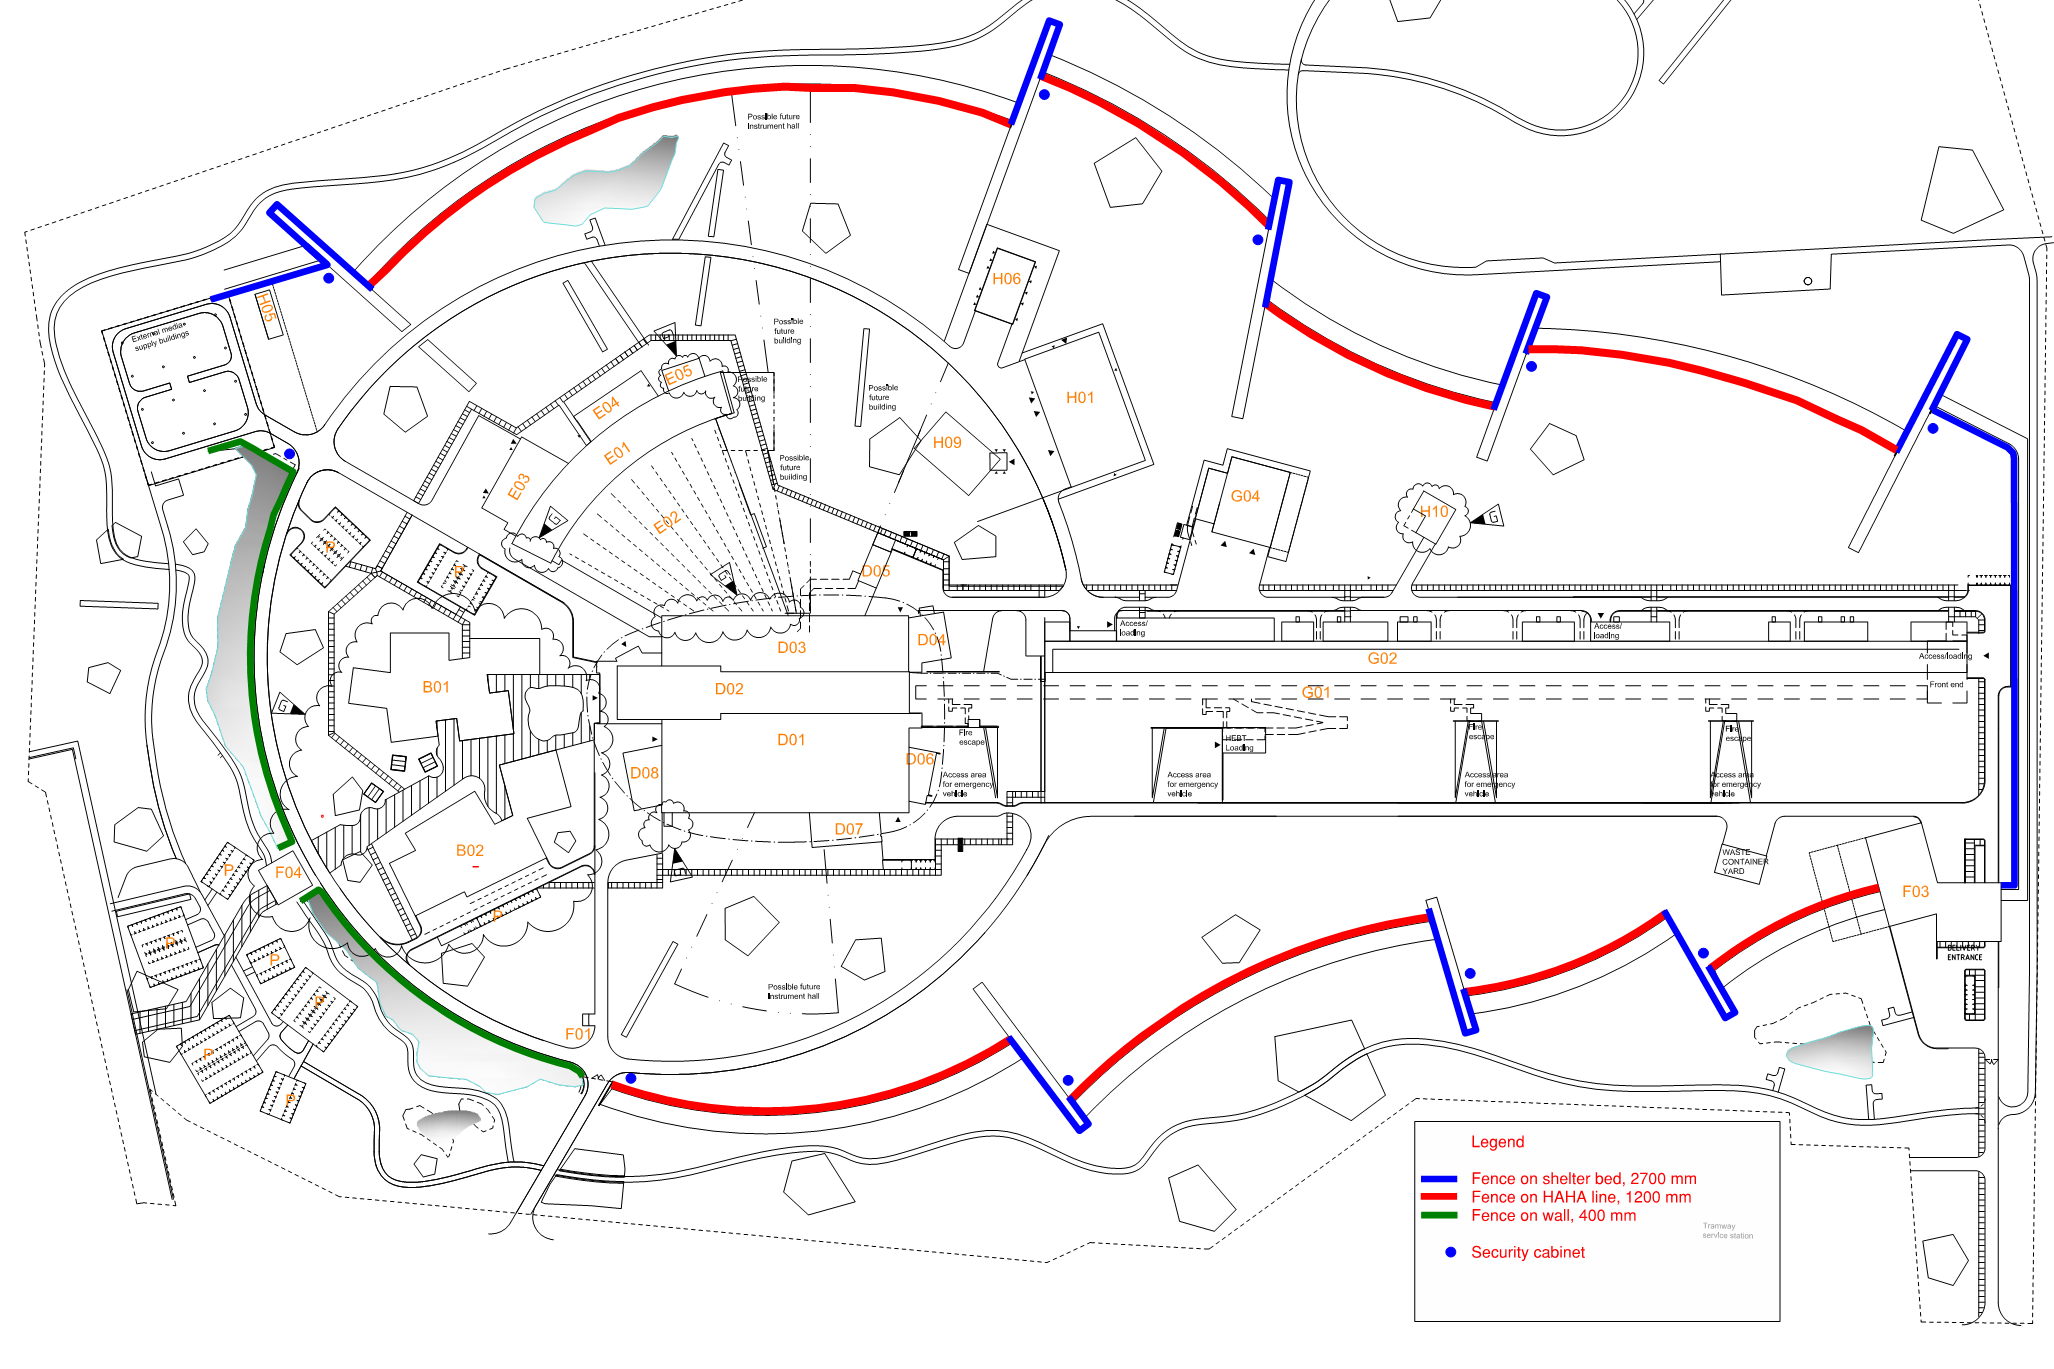 Possible future
Instrument hall
H06
H05
External media
supply buildings
Possible
future
building
E05
Possible
future
building
Possible
future
building
H01
E04
H09
E01
Possible
future
building
E03
G04
E02
H10
G
G
G
G
G
P
P
D05
Access/
loading
Access/
loading
D04
D03
G02
Access/loading
B01
D02
Front end
G01
D01
Fire
escape
HEBT
Loading
Fire
escape
Fire
escape
D06
D08
Access area
for emergency
vehicle
Access area
for emergency
vehicle
Access area
for emergency
vehicle
Access area
for emergency
vehicle
D07
B02
WASTE
CONTAINER
YARD
F04
P
F03
P
P
DELIVERY
ENTRANCE
P
Possible future
Instrument hall
P
F01
P
P
Legend
Fence on shelter bed, 2700 mm
Fence on HAHA line, 1200 mm
Fence on wall, 400 mm
Tramway
service station
Security cabinet